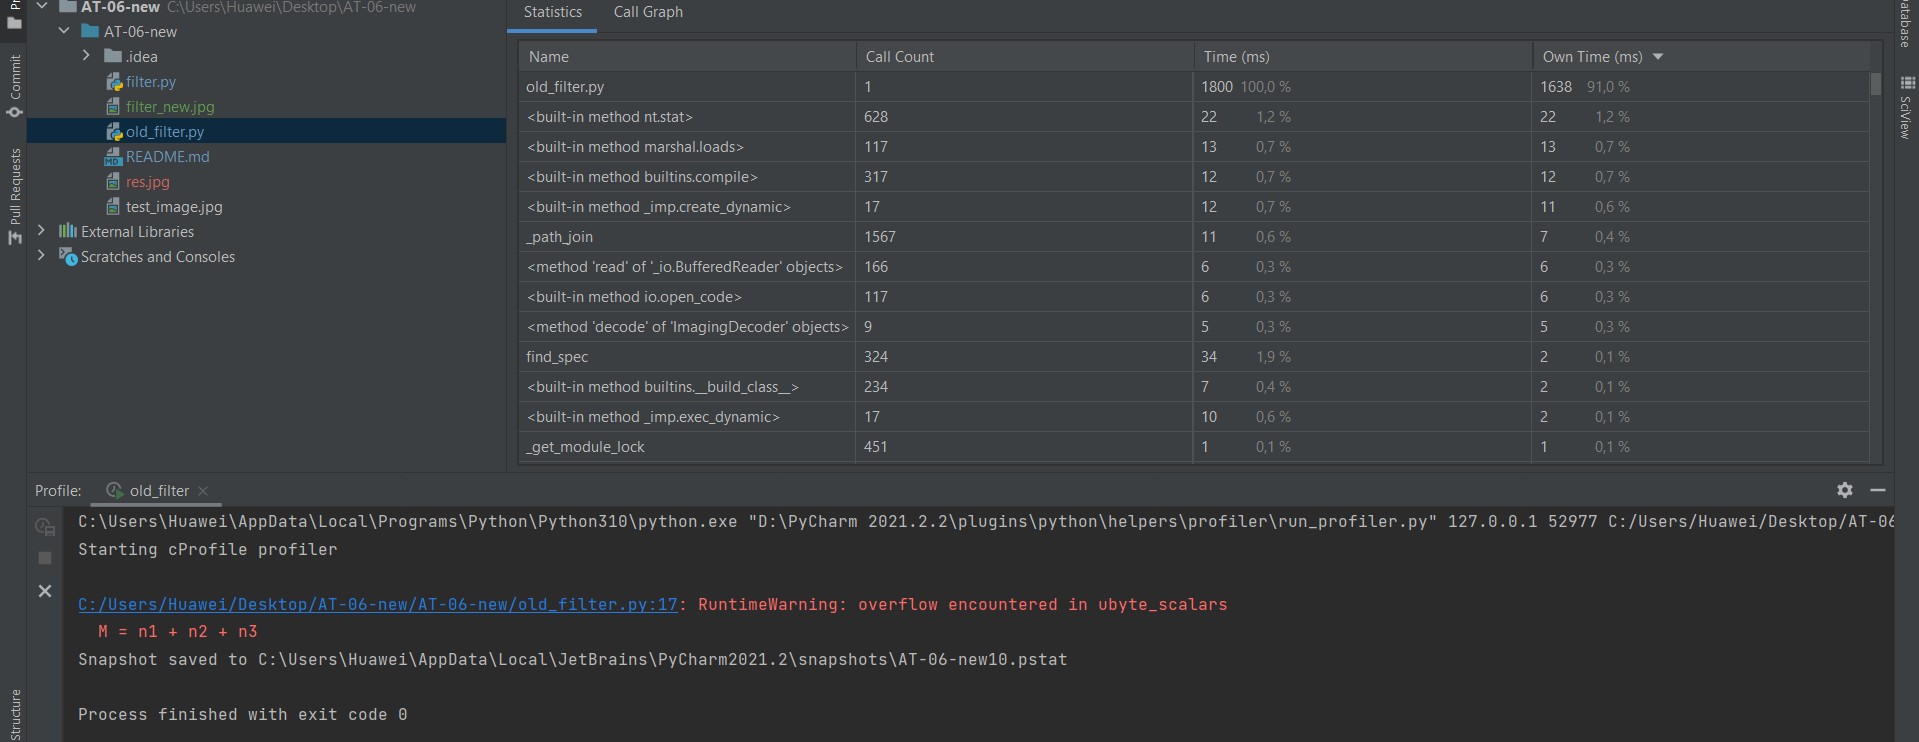 AT-06-new C:\Users\Huawei\Desktop\AT-06-new
AT-06-new
.idea
filter.py
filter_new.jpg
old_filter.py
README.md
res.jpg
test_image.jpg
External Libraries
Scratches and Consoles
Commit
Pull Requests
Structure
Statistics Call Graph
Name Call Count Time (ms) Own Time (ms)
old_filter.py 1 1800 100,0 % 1638 91,0 %
<built-in method nt.stat> 628 22 1,2 % 22 1,2 %
<built-in method marshal.loads> 117 13 0,7 % 13 0,7 %
<built-in method builtins.compile> 317 12 0,7 % 12 0,7 %
<built-in method _imp.create_dynamic> 17 12 0,7 % 11 0,6 %
_path_join 1567 11 0,6 % 7 0,4 %
<method 'read' of '_io.BufferedReader' objects> 166 6 0,3 % 6 0,3 %
<built-in method io.open_code> 117 6 0,3 % 6 0,3 %
<method 'decode' of 'ImagingDecoder' objects> 9 5 0,3 % 5 0,3 %
find_spec 324 34 1,9 % 2 0,1 %
<built-in method builtins.__build_class__> 234 7 0,4 % 2 0,1 %
<built-in method _imp.exec_dynamic> 17 10 0,6 % 2 0,1 %
_get_module_lock 451 1 0,1 % 1 0,1 %
SciView
Profile: old_filter
C:\Users\Huawei\AppData\Local\Programs\Python\Python310\python.exe "D:\PyCharm 2021.2.2\plugins\python\helpers\profiler\run_profiler.py" 127.0.0.1 52977 C:/Users/Huawei/Desktop/AT-06
Starting cProfile profiler
C:/Users/Huawei/Desktop/AT-06-new/AT-06-new/old_filter.py:17: RuntimeWarning: overflow encountered in ubyte_scalars
M = n1 + n2 + n3
Snapshot saved to C:\Users\Huawei\AppData\Local\JetBrains\PyCharm2021.2\snapshots\AT-06-new10.pstat
Process finished with exit code 0